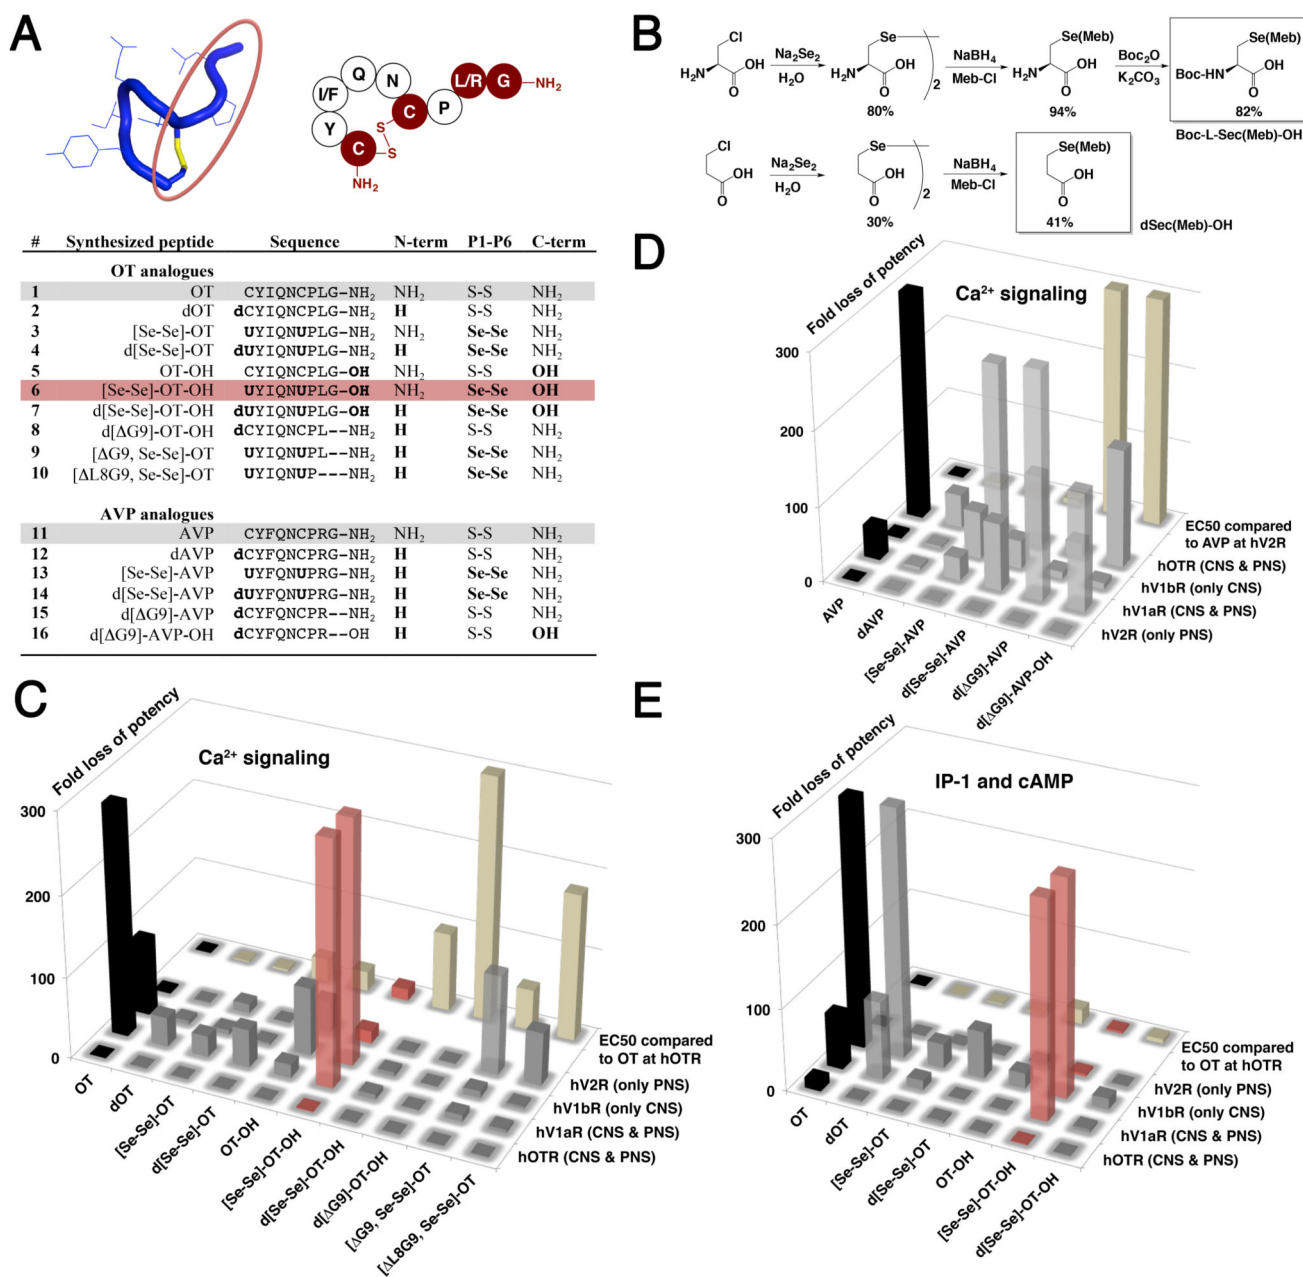 A
Q
N
L/R
G
NH₂
I/F
C
P
Y
S
S
C
NH₂
# Synthesized peptide Sequence N-term P1-P6 C-term
OT analogues
1 OT CYIQNCPLG-NH₂ NH₂ S-S NH₂
2 dOT dCYIQNCPLG-NH₂ H S-S NH₂
3 [Se-Se]-OT UYIQNUPLG-NH₂ NH₂ Se-Se NH₂
4 d[Se-Se]-OT dUYIQNUPLG-NH₂ H Se-Se NH₂
5 OT-OH CYIQNCPLG-OH NH₂ S-S OH
6 [Se-Se]-OT-OH UYIQNUPLG-OH NH₂ Se-Se OH
7 d[Se-Se]-OT-OH dUYIQNUPLG-OH H Se-Se OH
8 d[ΔG9]-OT-OH dCYIQNCPL--NH₂ H S-S NH₂
9 [ΔG9, Se-Se]-OT UYIQNUPL--NH₂ H Se-Se NH₂
10 [ΔL8G9, Se-Se]-OT UYIQNUP---NH₂ H Se-Se NH₂
AVP analogues
11 AVP CYFQNCPRG-NH₂ NH₂ S-S NH₂
12 dAVP dCYFQNCPRG-NH₂ H S-S NH₂
13 [Se-Se]-AVP UYFQNUPRG-NH₂ H Se-Se NH₂
14 d[Se-Se]-AVP dUYFQNUPRG-NH₂ H Se-Se NH₂
15 d[ΔG9]-AVP dCYFQNCPR--NH₂ H S-S NH₂
16 d[ΔG9]-AVP-OH dCYFQNCPR--OH H S-S OH
B
Cl
H₂N
OH
O
Na₂Se₂
H₂O
Se
H₂N
OH
O
2
80%
NaBH₄
Meb-Cl
Se(Meb)
H₂N
OH
O
94%
Boc₂O
K₂CO₃
Se(Meb)
Boc-HN
OH
O
82%
Boc-L-Sec(Meb)-OH
Cl
OH
O
Na₂Se₂
H₂O
Se
OH
O
2
30%
NaBH₄
Meb-Cl
Se(Meb)
OH
O
41%
dSec(Meb)-OH
D
Fold loss of potency
Ca²⁺ signaling
300
200
100
0
AVP
dAVP
[Se-Se]-AVP
d[Se-Se]-AVP
d[ΔG9]-AVP
d[ΔG9]-AVP-OH
EC50 compared
to AVP at hV2R
hOTR (CNS & PNS)
hV1bR (only CNS)
hV1aR (CNS & PNS)
hV2R (only PNS)
C
Fold loss of potency
Ca²⁺ signaling
300
200
100
0
OT
dOT
[Se-Se]-OT
d[Se-Se]-OT
OT-OH
[Se-Se]-OT-OH
d[Se-Se]-OT-OH
d[ΔG9]-OT-OH
[ΔG9, Se-Se]-OT
[ΔL8G9, Se-Se]-OT
EC50 compared
to OT at hOTR
hV2R (only PNS)
hV1bR (only CNS)
hV1aR (CNS & PNS)
hOTR (CNS & PNS)
E
Fold loss of potency
IP-1 and cAMP
300
200
100
0
OT
dOT
[Se-Se]-OT
d[Se-Se]-OT
OT-OH
[Se-Se]-OT-OH
d[Se-Se]-OT-OH
EC50 compared
to OT at hOTR
hV2R (only PNS)
hV1bR (only CNS)
hV1aR (CNS & PNS)
hOTR (CNS & PNS)